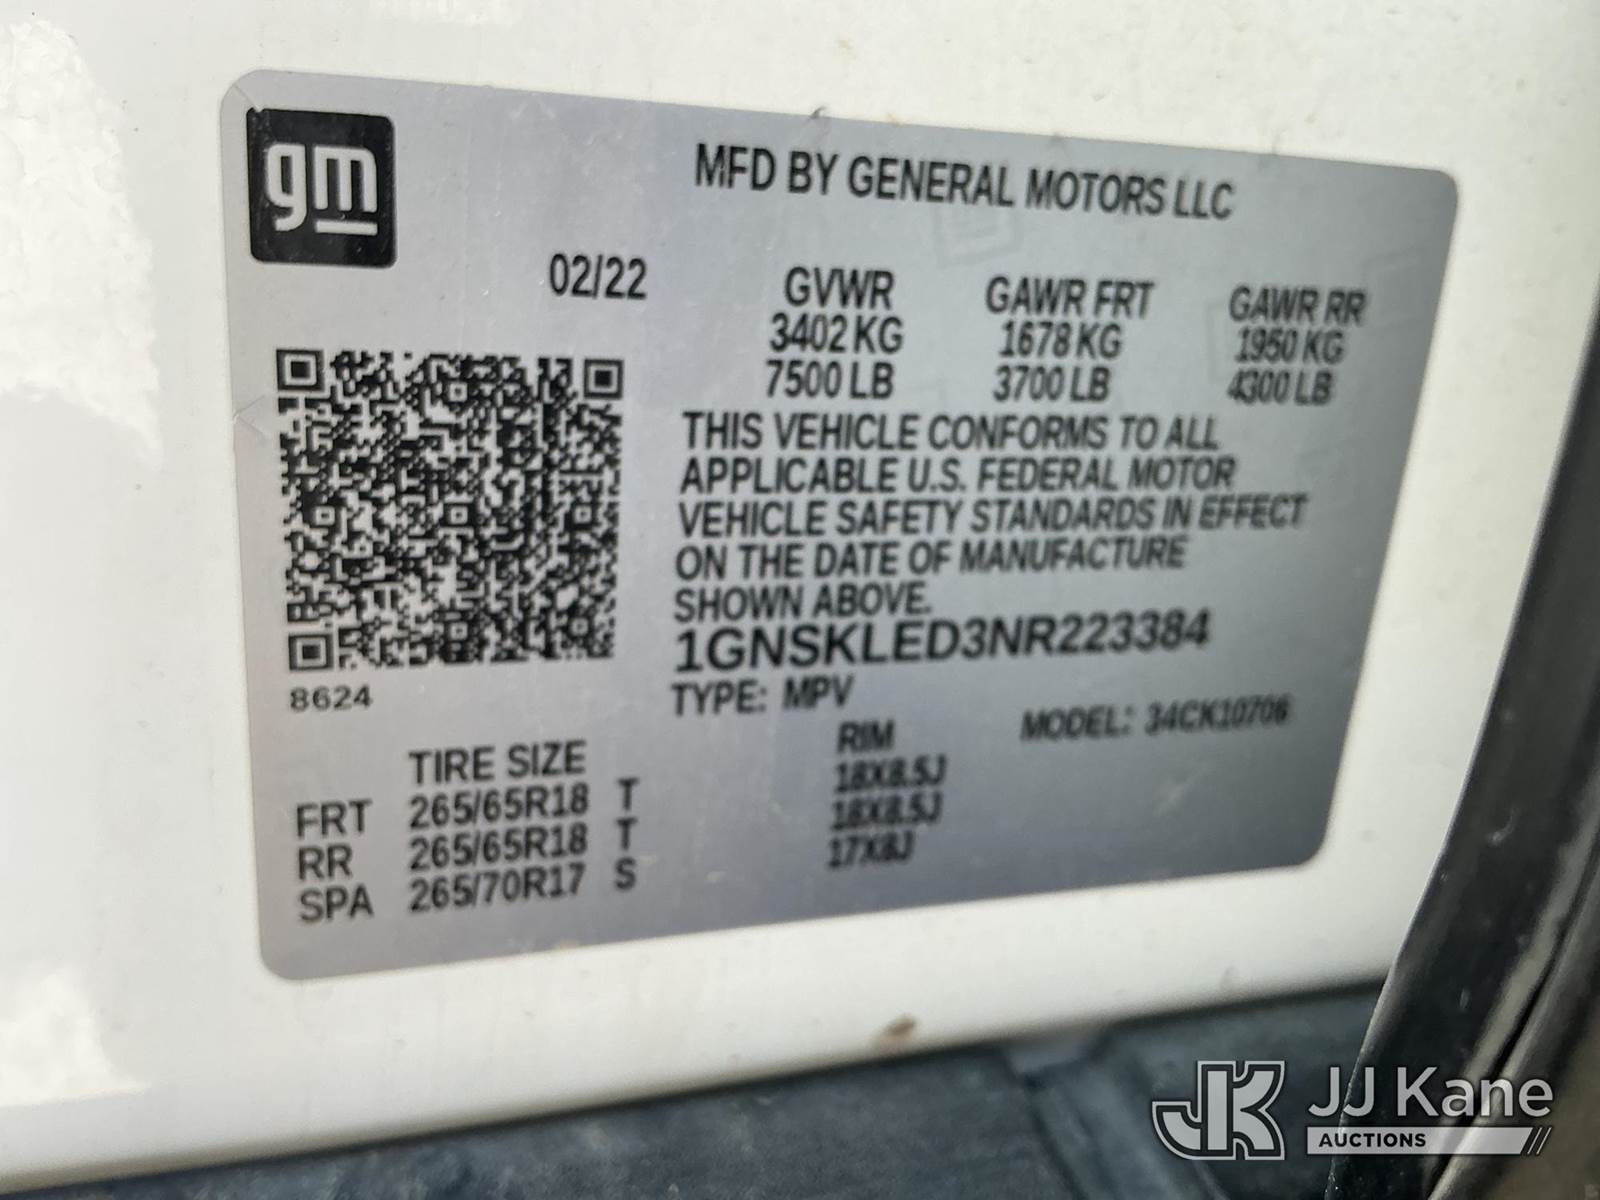 gm
MFD BY GENERAL MOTORS LLC
02/22
GVWR GAWR FRT GAWR RR
3402 KG 1678 KG 1950 KG
7500 LB 3700 LB 4300 LB
THIS VEHICLE CONFORMS TO ALL
APPLICABLE U.S. FEDERAL MOTOR
VEHICLE SAFETY STANDARDS IN EFFECT
ON THE DATE OF MANUFACTURE
SHOWN ABOVE.
1GNSKLED3NR223384
8624
TYPE: MPV MODEL: 34CK10706
TIRE SIZE RIM
FRT 265/65R18 T 18X8.5J
RR 265/65R18 T 18X8.5J
SPA 265/70R17 S 17X8J
JK JJ Kane
AUCTIONS